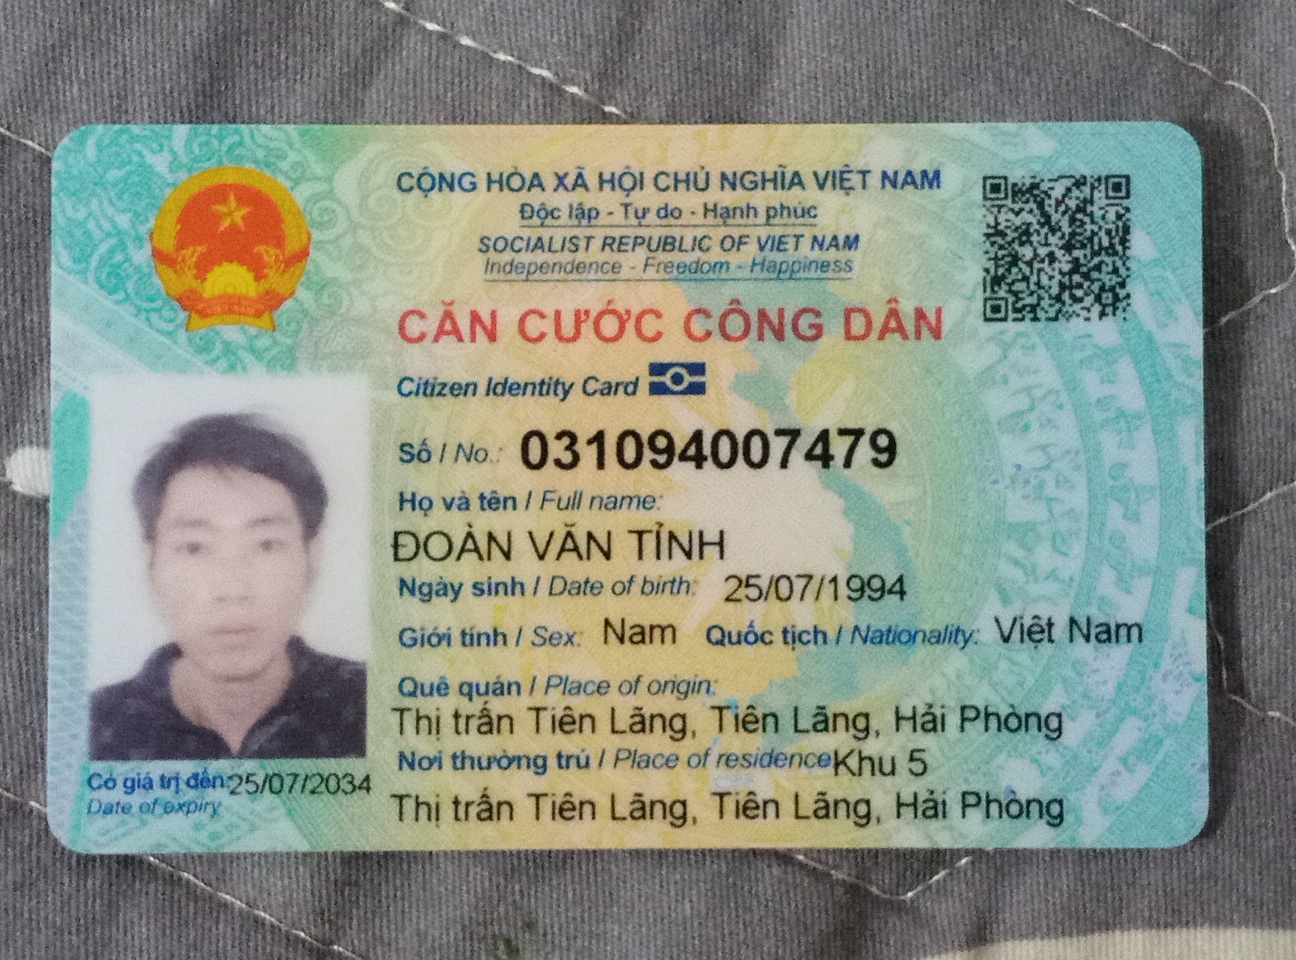 CỘNG HÒA XÃ HỘI CHỦ NGHĨA VIỆT NAM
Độc lập - Tự do - Hạnh phúc
SOCIALIST REPUBLIC OF VIET NAM
Independence - Freedom - Happiness
CĂN CƯỚC CÔNG DÂN
Citizen Identity Card
Số / No.: 031094007479
Họ và tên / Full name:
ĐOÀN VĂN TỈNH
Ngày sinh / Date of birth: 25/07/1994
Giới tính / Sex: Nam Quốc tịch / Nationality: Việt Nam
Quê quán / Place of origin:
Thị trấn Tiên Lãng, Tiên Lãng, Hải Phòng
Nơi thường trú / Place of residence Khu 5
Thị trấn Tiên Lãng, Tiên Lãng, Hải Phòng
Có giá trị đến: 25/07/2034
Date of expiry